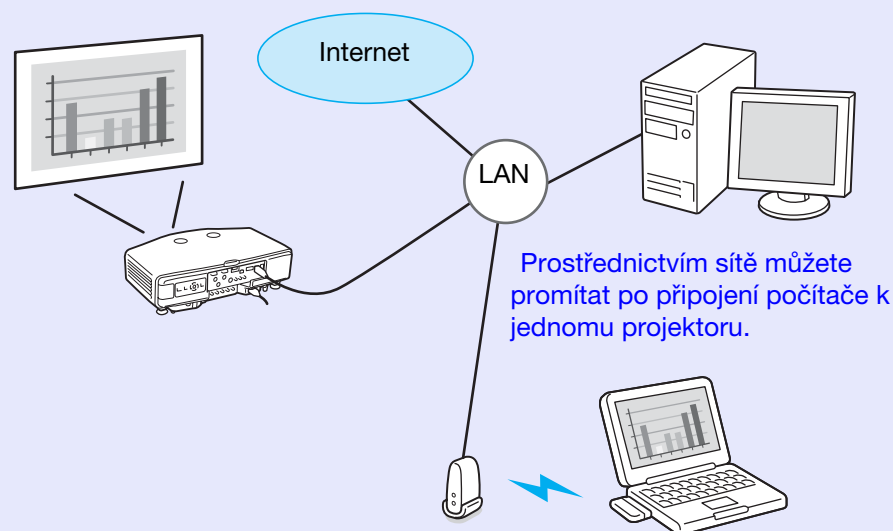 Internet
LAN
Prostřednictvím sítě můžete
promítat po připojení počítače k
jednomu projektoru.